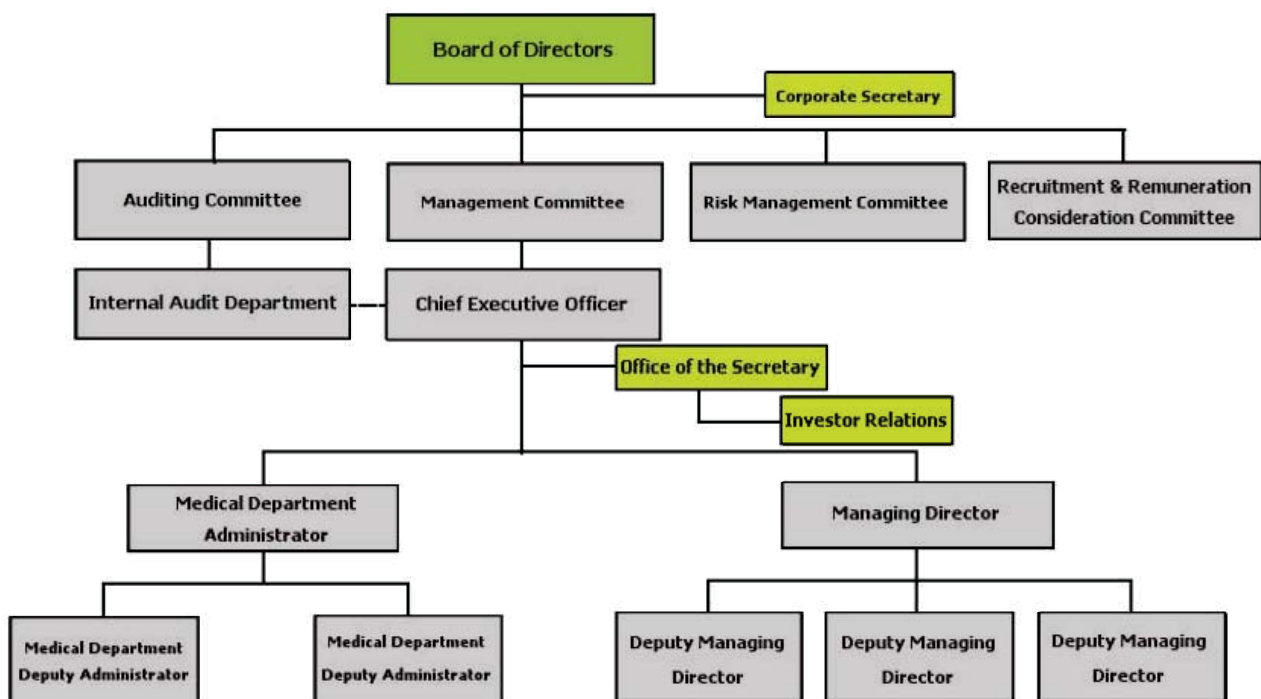 Board of Directors
Corporate Secretary
Auditing Committee
Management Committee
Risk Management Committee
Recruitment & Remuneration
Consideration Committee
Internal Audit Department
Chief Executive Officer
Office of the Secretary
Investor Relations
Medical Department
Administrator
Managing Director
Medical Department
Deputy Administrator
Medical Department
Deputy Administrator
Deputy Managing
Director
Deputy Managing
Director
Deputy Managing
Director